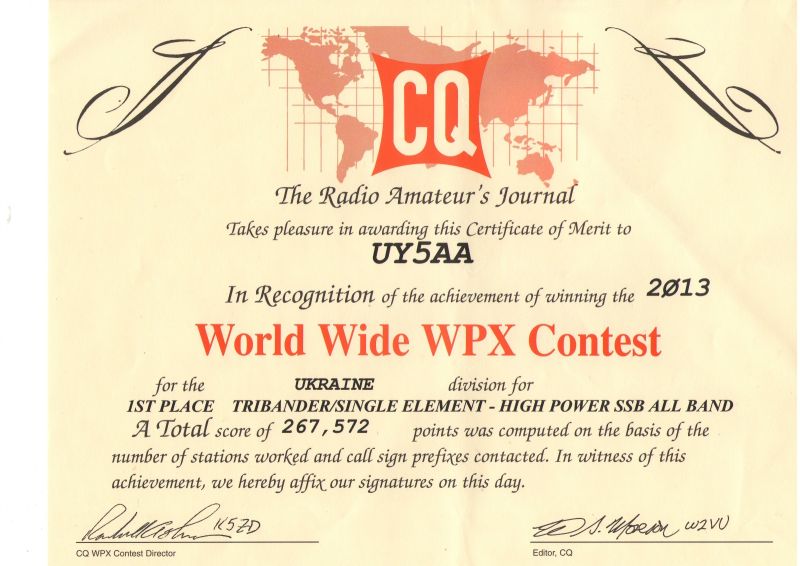 CQ
The Radio Amateur's Journal
Takes pleasure in awarding this Certificate of Merit to
UY5AA
In Recognition of the achievement of winning the 2Ø13
World Wide WPX Contest
for the UKRAINE division for
1ST PLACE TRIBANDER/SINGLE ELEMENT - HIGH POWER SSB ALL BAND
A Total score of 267,572 points was computed on the basis of the
number of stations worked and call sign prefixes contacted. In witness of this
achievement, we hereby affix our signatures on this day.
K5ZD W2VU
CQ WPX Contest Director Editor, CQ